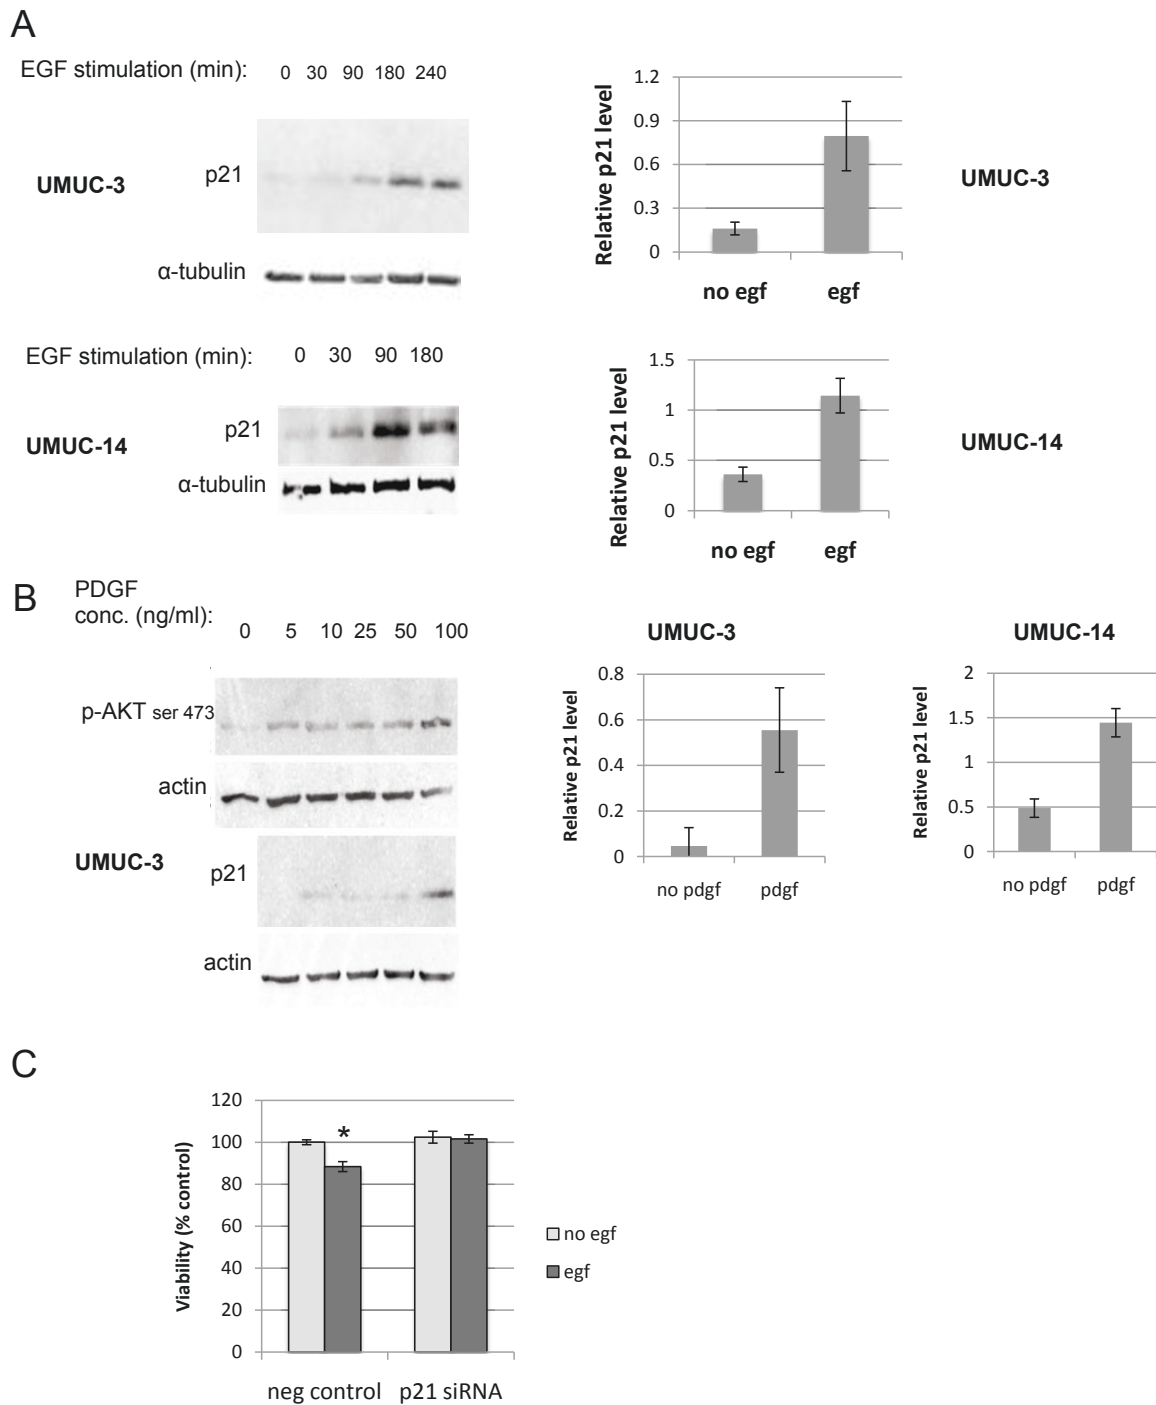 A
EGF stimulation (min): 0 30 90 180 240
UMUC-3
p21
α-tubulin
Relative p21 level
1.2
0.9
0.6
0.3
0
no egf egf
UMUC-3
EGF stimulation (min): 0 30 90 180
UMUC-14
p21
α-tubulin
Relative p21 level
1.5
1
0.5
0
no egf egf
UMUC-14
B
PDGF
conc. (ng/ml): 0 5 10 25 50 100
p-AKT ser 473
actin
UMUC-3
p21
actin
UMUC-3
Relative p21 level
0.8
0.6
0.4
0.2
0
no pdgf pdgf
UMUC-14
Relative p21 level
2
1.5
1
0.5
0
no pdgf pdgf
C
Viability (% control)
120
100
80
60
40
20
0
*
neg control p21 siRNA
no egf
egf